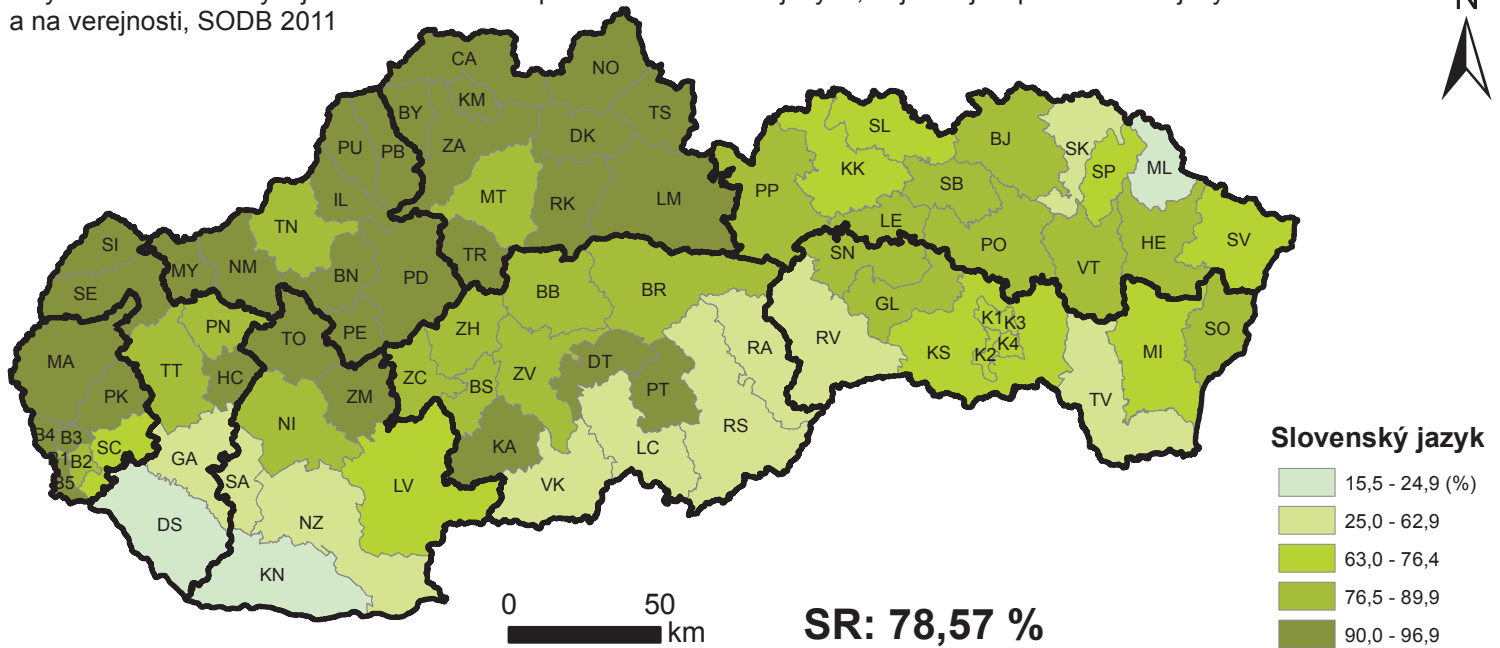 a na verejnosti, SODB 2011
N
CA
NO
KM
BY
TS
DK
SL
BJ
PU
PB
ZA
SK
KK
SP
ML
MT
SB
PP
IL
RK
LM
TN
LE
PO
HE
SV
SI
TR
SN
MY
NM
BN
PD
VT
SE
BB
BR
GL
PN
ZH
K1
K3
SO
PE
TO
RA
RV
K4
MA
TT
HC
DT
KS
K2
MI
ZC
BS
ZV
PT
PK
ZM
TV
NI
RS
B4
B3
SC
KA
LC
B1
B2
GA
B5
SA
LV
VK
DS
NZ
KN
Slovenský jazyk
15,5 - 24,9 (%)
25,0 - 62,9
63,0 - 76,4
76,5 - 89,9
90,0 - 96,9
0 50
km
SR: 78,57 %